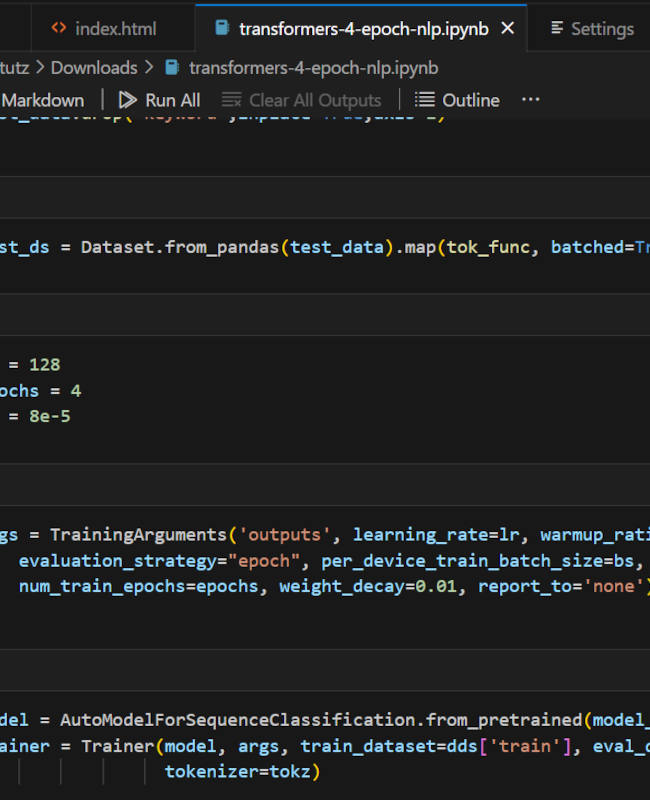 index.html transformers-4-epoch-nlp.ipynb Settings
tutz > Downloads > transformers-4-epoch-nlp.ipynb
Markdown | Run All Clear All Outputs | Outline ...
st_ds = Dataset.from_pandas(test_data).map(tok_func, batched=Tr
= 128
ochs = 4
= 8e-5
gs = TrainingArguments('outputs', learning_rate=lr, warmup_rati
evaluation_strategy="epoch", per_device_train_batch_size=bs,
num_train_epochs=epochs, weight_decay=0.01, report_to='none')
del = AutoModelForSequenceClassification.from_pretrained(model_
ainer = Trainer(model, args, train_dataset=dds['train'], eval_d
tokenizer=tokz)